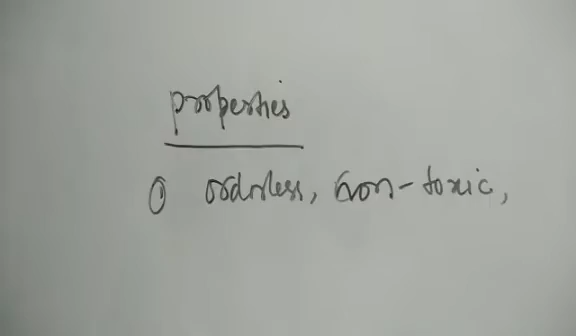 properties
① odorless, non-toxic,